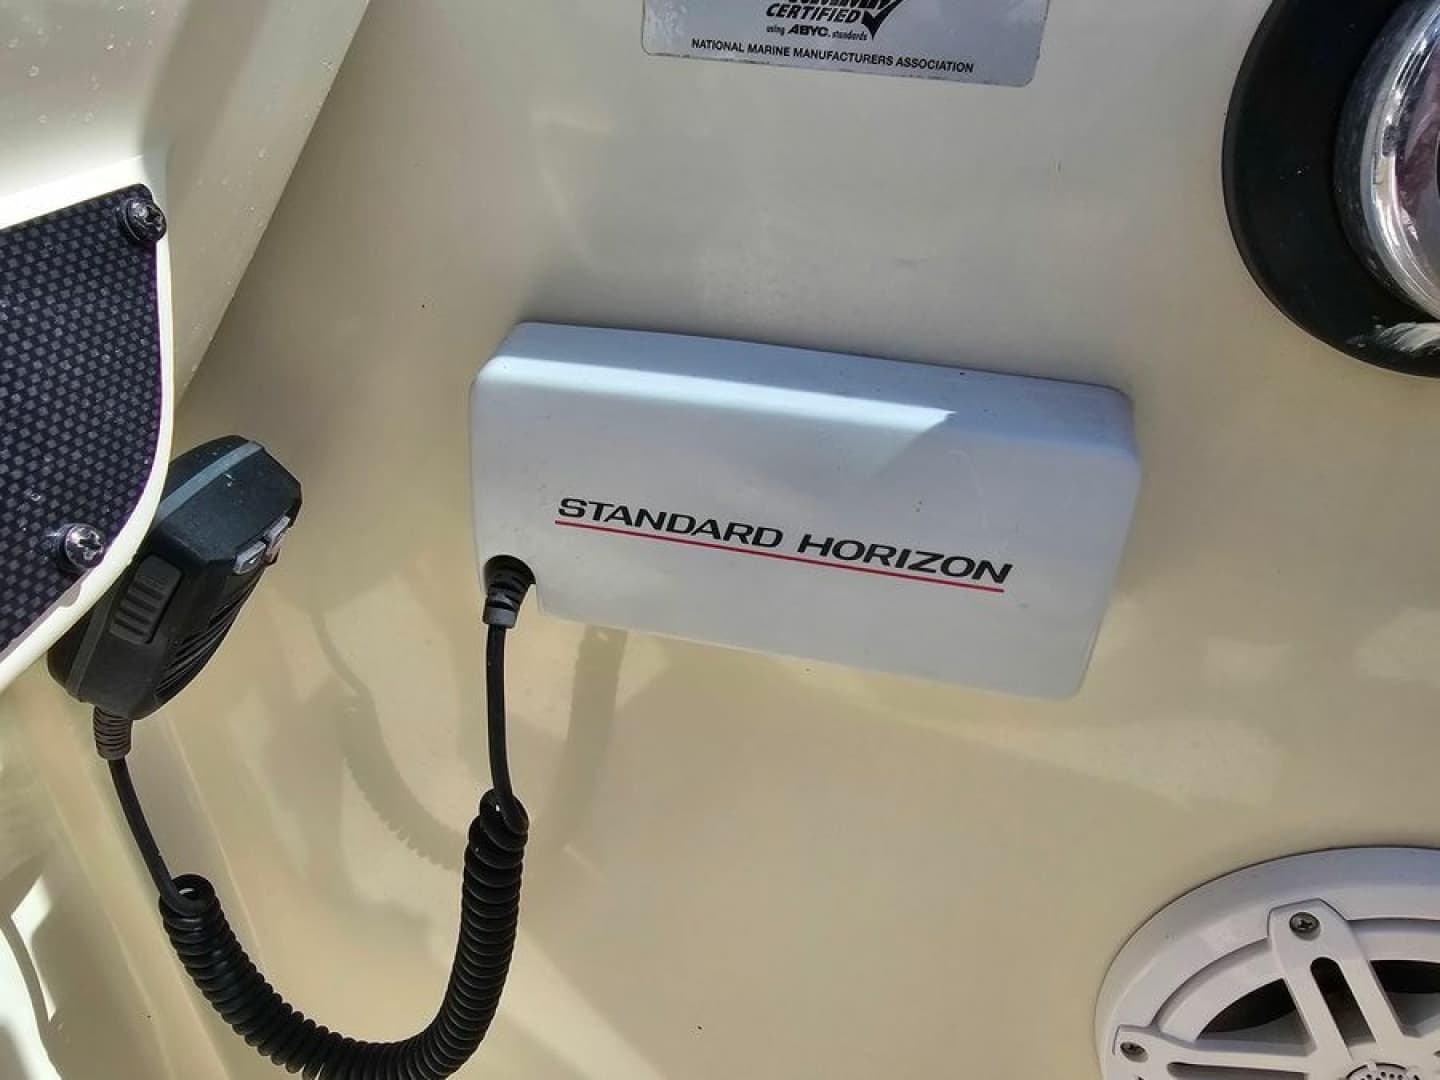 CERTIFIED
using ABYC. standards
NATIONAL MARINE MANUFACTURERS ASSOCIATION
STANDARD HORIZON